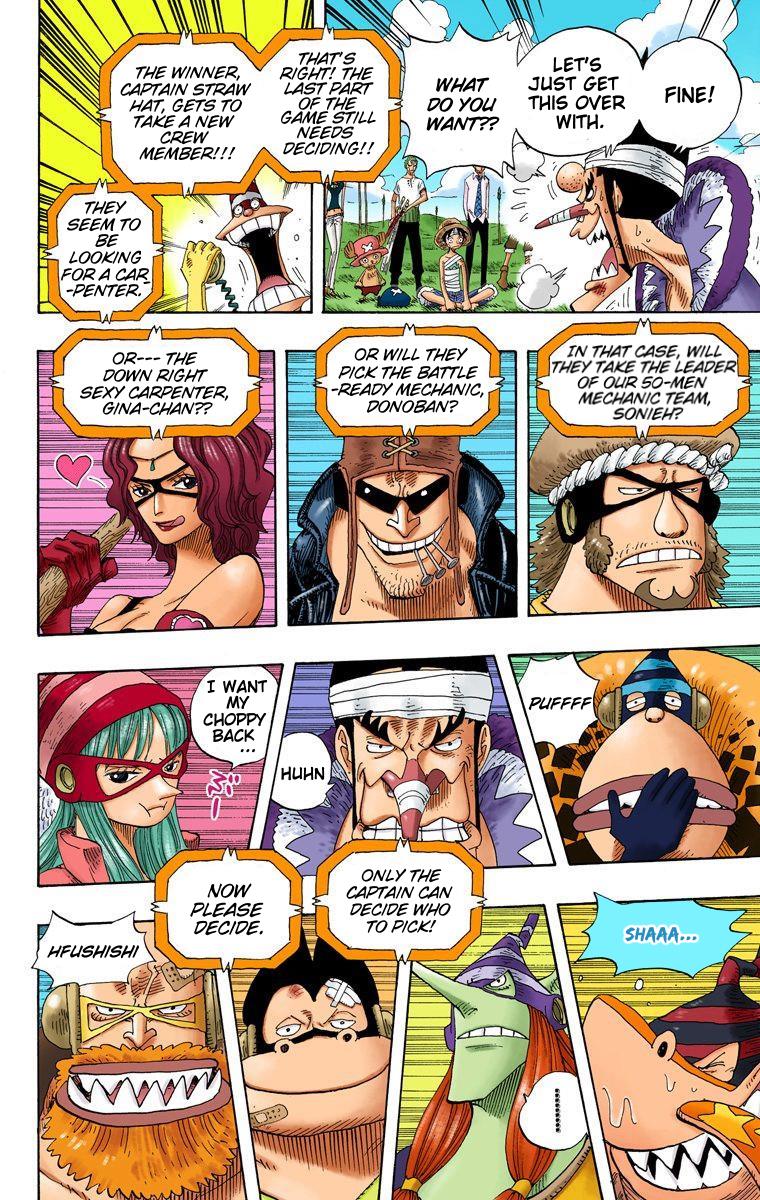 FINE!
LET'S
JUST GET
THIS OVER
WITH.
WHAT
DO YOU
WANT??
THAT'S
RIGHT! THE
LAST PART
OF THE
GAME STILL
NEEDS
DECIDING!!
THE WINNER,
CAPTAIN STRAW
HAT, GETS TO
TAKE A NEW
CREW
MEMBER!!!
THEY
SEEM TO
BE
LOOKING
FOR A CAR
-PENTER.
IN THAT CASE, WILL
THEY TAKE THE LEADER
OF OUR 50-MEN
MECHANIC TEAM,
SONIEH?
OR WILL THEY
PICK THE BATTLE
-READY MECHANIC,
DONOBAN?
OR--- THE
DOWN RIGHT
SEXY CARPENTER,
GINA-CHAN??
PUFFFF
HUHN
I WANT
MY
CHOPPY
BACK
...
ONLY THE
CAPTAIN CAN
DECIDE WHO
TO PICK!
NOW
PLEASE
DECIDE.
SHAAA...
..........
HFUSHISHI